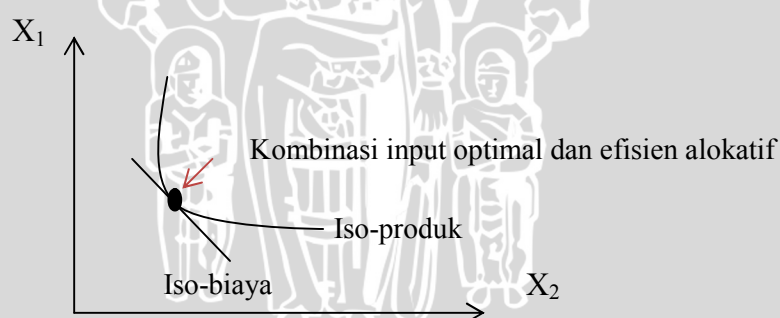 X₁
Kombinasi input optimal dan efisien alokatif
Iso-produk
Iso-biaya
X₂